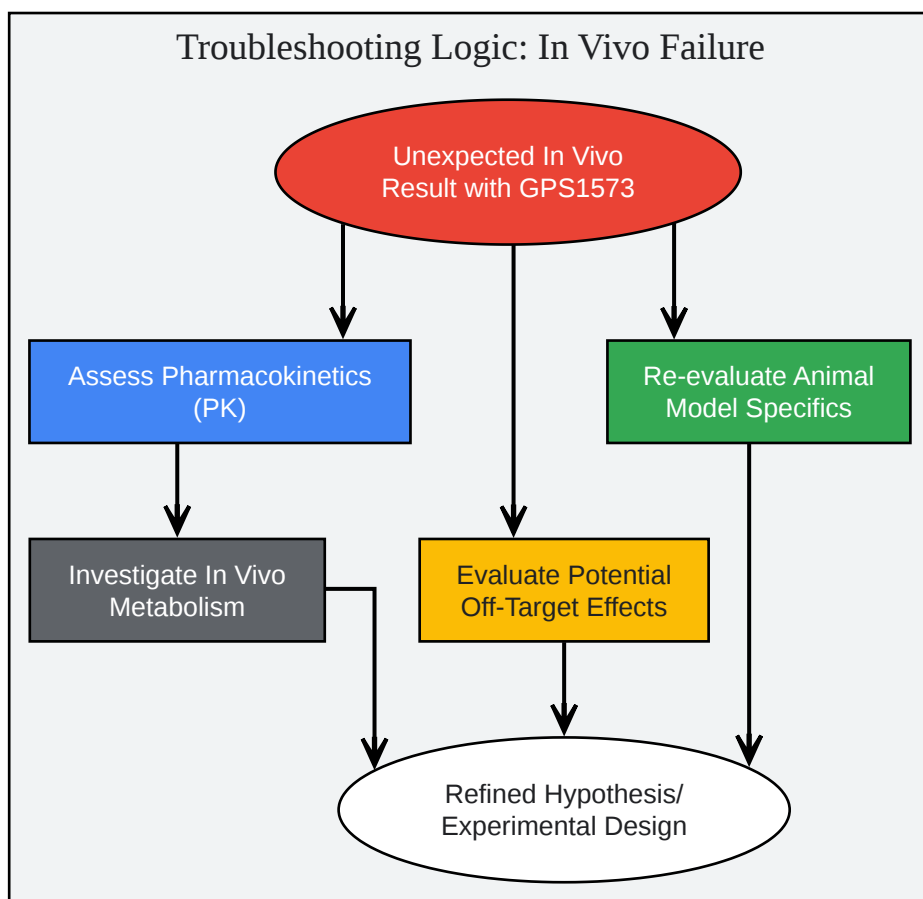 Troubleshooting Logic: In Vivo Failure
Unexpected In Vivo
Result with GPS1573
Assess Pharmacokinetics
(PK)
Re-evaluate Animal
Model Specifics
Investigate In Vivo
Metabolism
Evaluate Potential
Off-Target Effects
Refined Hypothesis/
Experimental Design